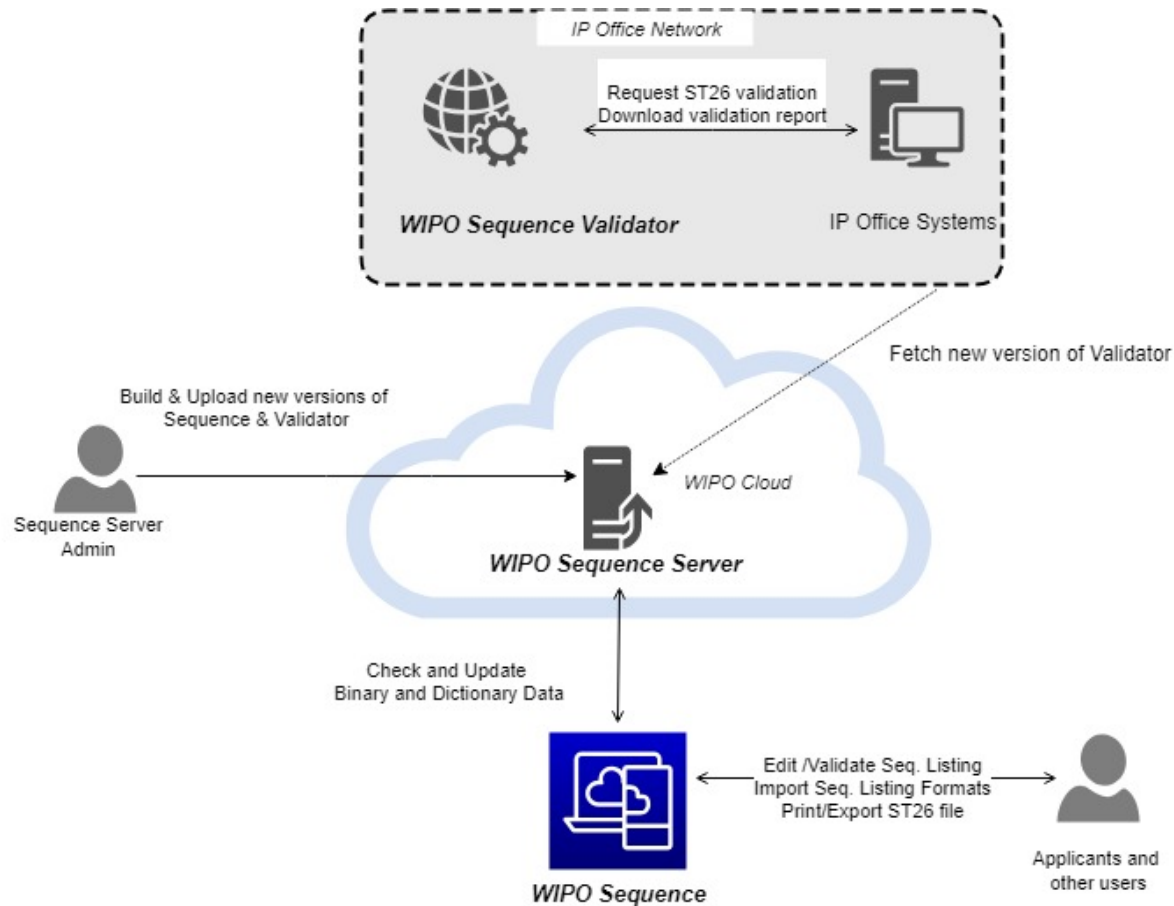 IP Office Network
Request ST26 validation
Download validation report
WIPO Sequence Validator
IP Office Systems
Fetch new version of Validator
Build & Upload new versions of
Sequence & Validator
WIPO Cloud
Sequence Server
Admin
WIPO Sequence Server
Check and Update
Binary and Dictionary Data
Edit /Validate Seq. Listing
Import Seq. Listing Formats
Print/Export ST26 file
Applicants and
other users
WIPO Sequence